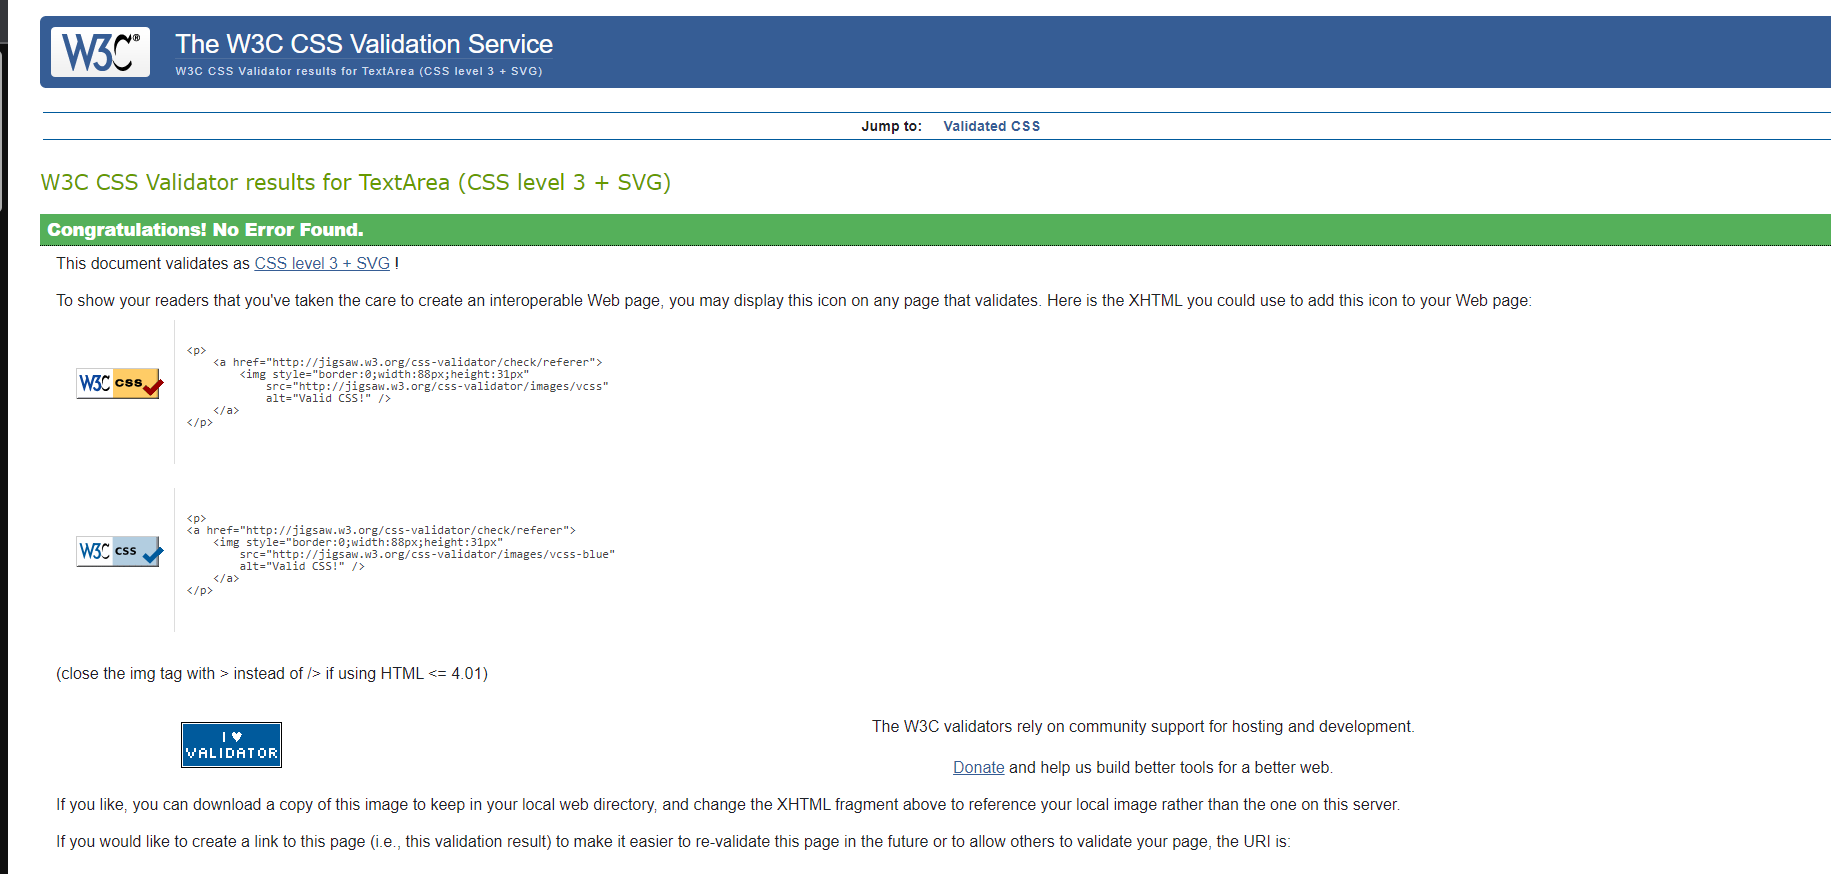 W3C®
The W3C CSS Validation Service
W3C CSS Validator results for TextArea (CSS level 3 + SVG)
Jump to: Validated CSS
W3C CSS Validator results for TextArea (CSS level 3 + SVG)
Congratulations! No Error Found.
This document validates as CSS level 3 + SVG !
To show your readers that you've taken the care to create an interoperable Web page, you may display this icon on any page that validates. Here is the XHTML you could use to add this icon to your Web page:
W3C css
<p>
    <a href="http://jigsaw.w3.org/css-validator/check/referer">
        <img style="border:0;width:88px;height:31px"
            src="http://jigsaw.w3.org/css-validator/images/vcss"
            alt="Valid CSS!" />
    </a>
</p>
W3C css
<p>
<a href="http://jigsaw.w3.org/css-validator/check/referer">
    <img style="border:0;width:88px;height:31px"
        src="http://jigsaw.w3.org/css-validator/images/vcss-blue"
        alt="Valid CSS!" />
    </a>
</p>
(close the img tag with > instead of /> if using HTML <= 4.01)
I ♥
VALIDATOR
The W3C validators rely on community support for hosting and development.
Donate and help us build better tools for a better web.
If you like, you can download a copy of this image to keep in your local web directory, and change the XHTML fragment above to reference your local image rather than the one on this server.
If you would like to create a link to this page (i.e., this validation result) to make it easier to re-validate this page in the future or to allow others to validate your page, the URI is: